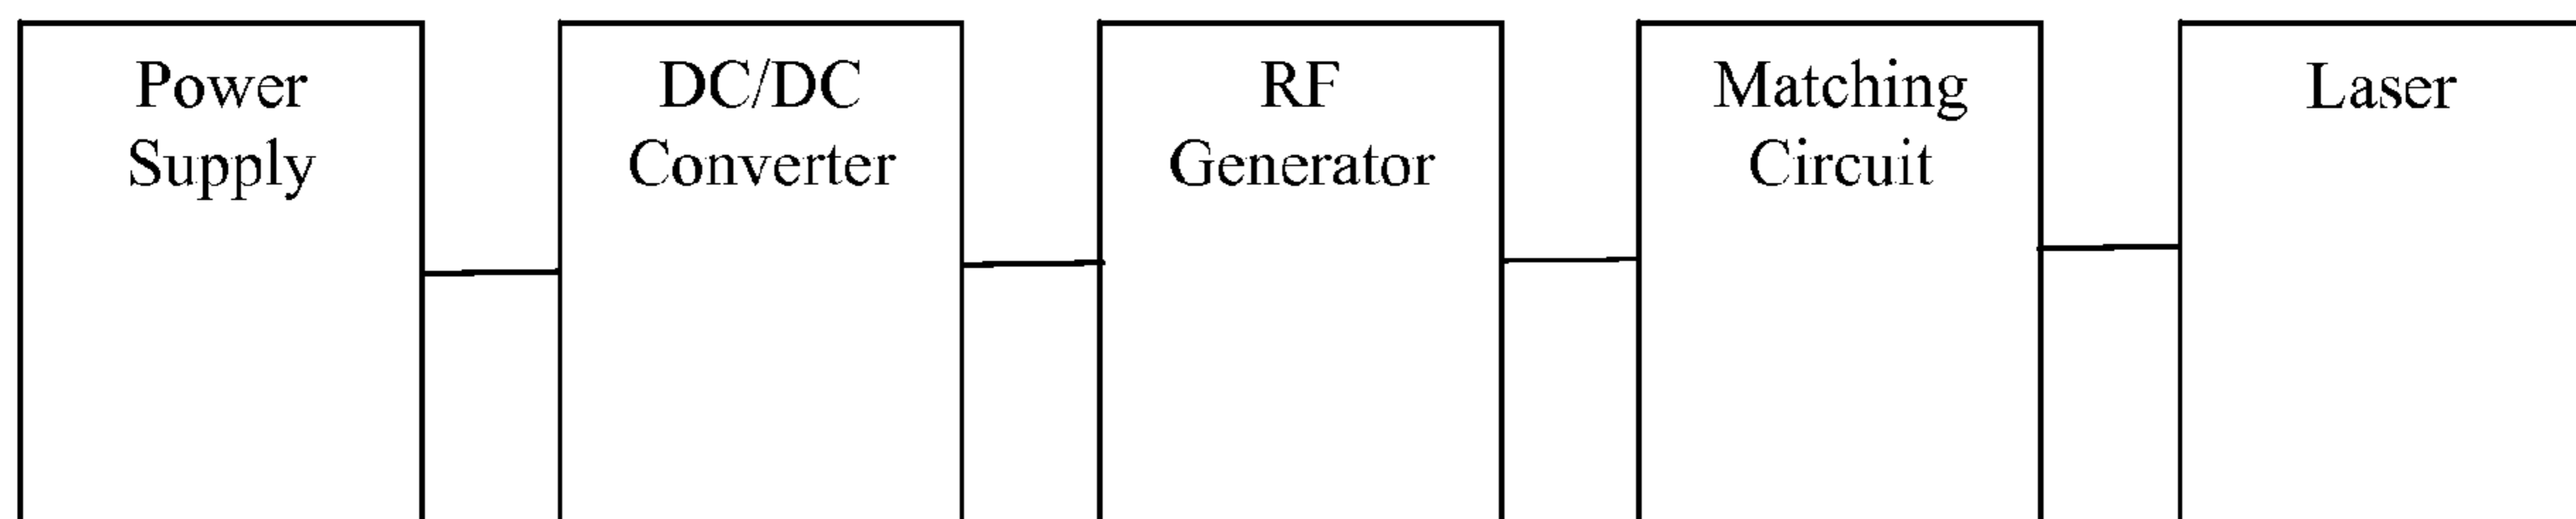 Power
Supply
DC/DC
Converter
RF
Generator
Matching
Circuit
Laser